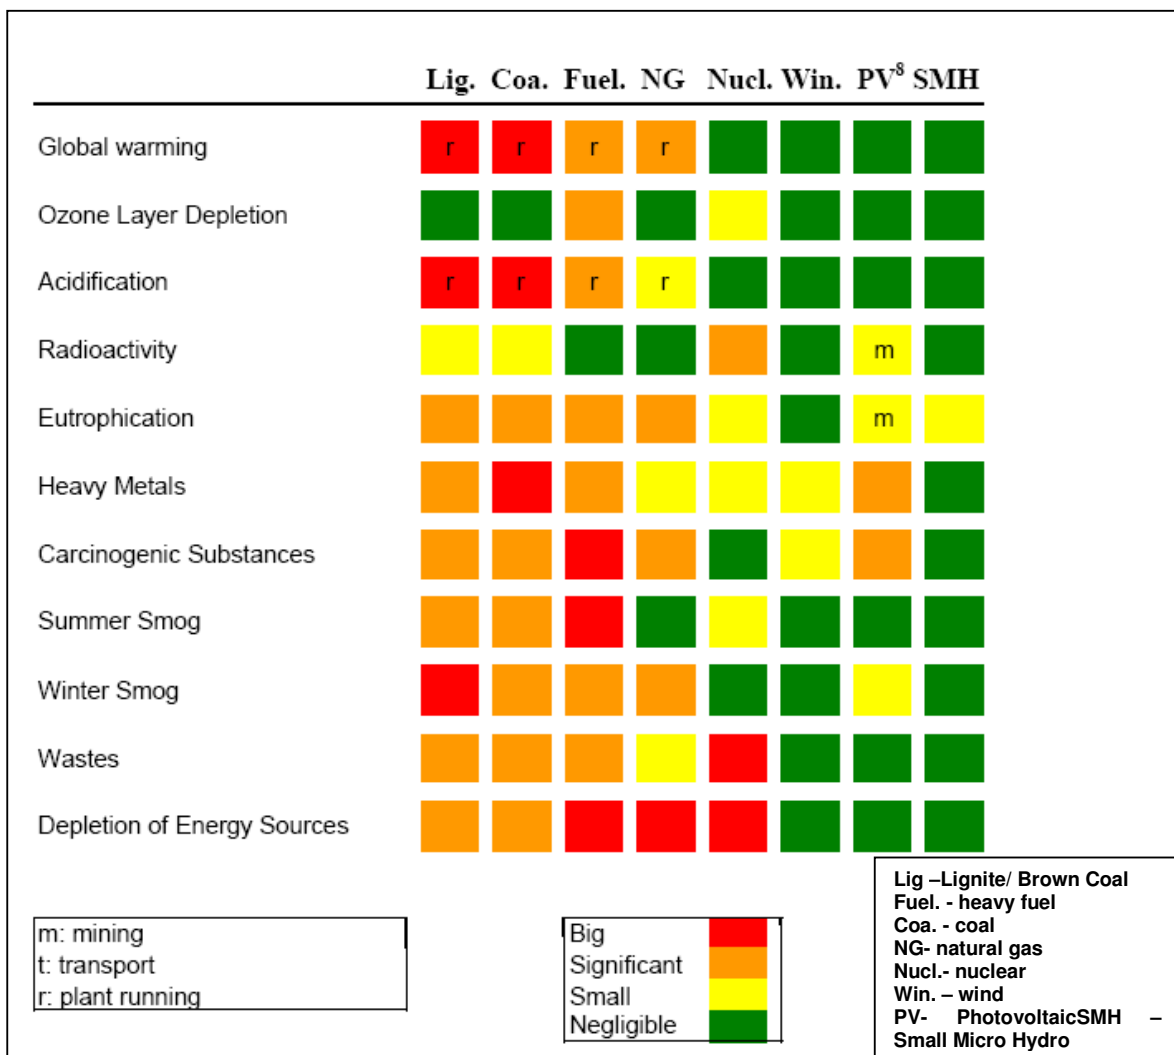 Lig. Coa. Fuel. NG Nucl. Win. PV8 SMH
Global warming r r r r
Ozone Layer Depletion
Acidification r r r r
Radioactivity m
Eutrophication m
Heavy Metals
Carcinogenic Substances
Summer Smog
Winter Smog
Wastes
Depletion of Energy Sources
m: mining
t: transport
r: plant running
Big
Significant
Small
Negligible
Lig –Lignite/ Brown Coal
Fuel. - heavy fuel
Coa. - coal
NG- natural gas
Nucl.- nuclear
Win. – wind
PV- PhotovoltaicSMH –
Small Micro Hydro